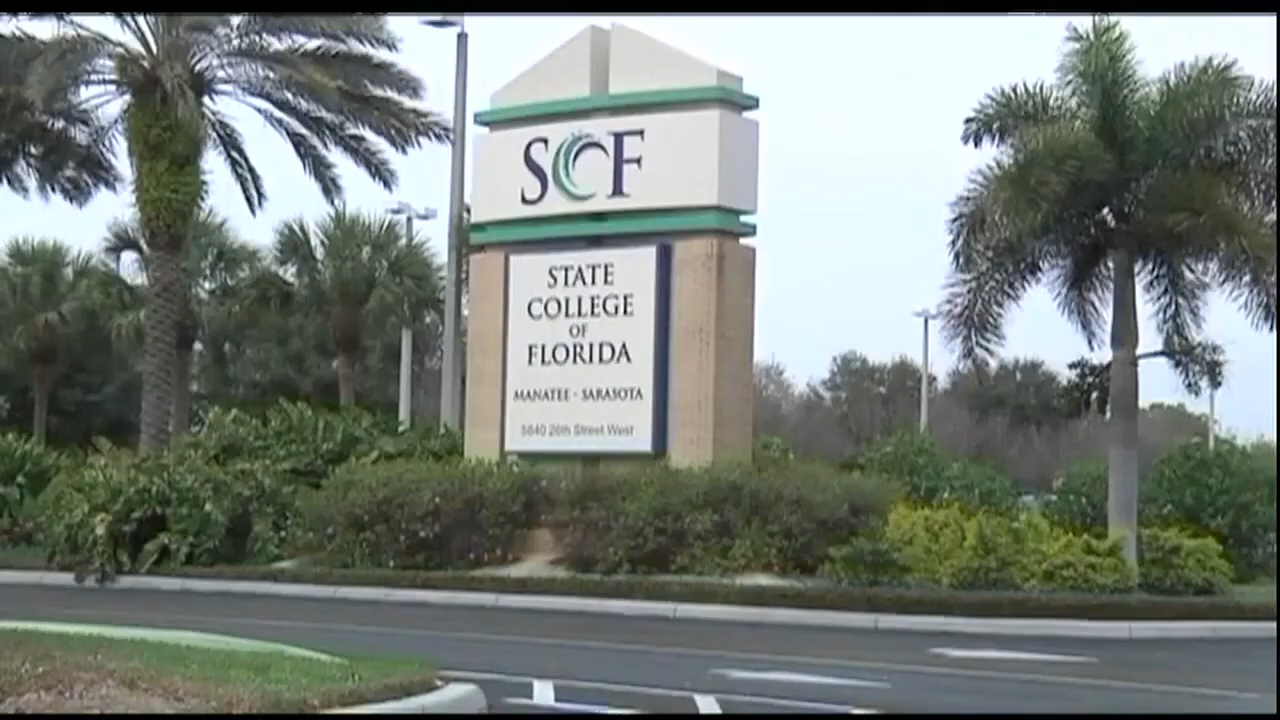 SCF
STATE
COLLEGE
OF
FLORIDA
MANATEE - SARASOTA
5840 26th Street West